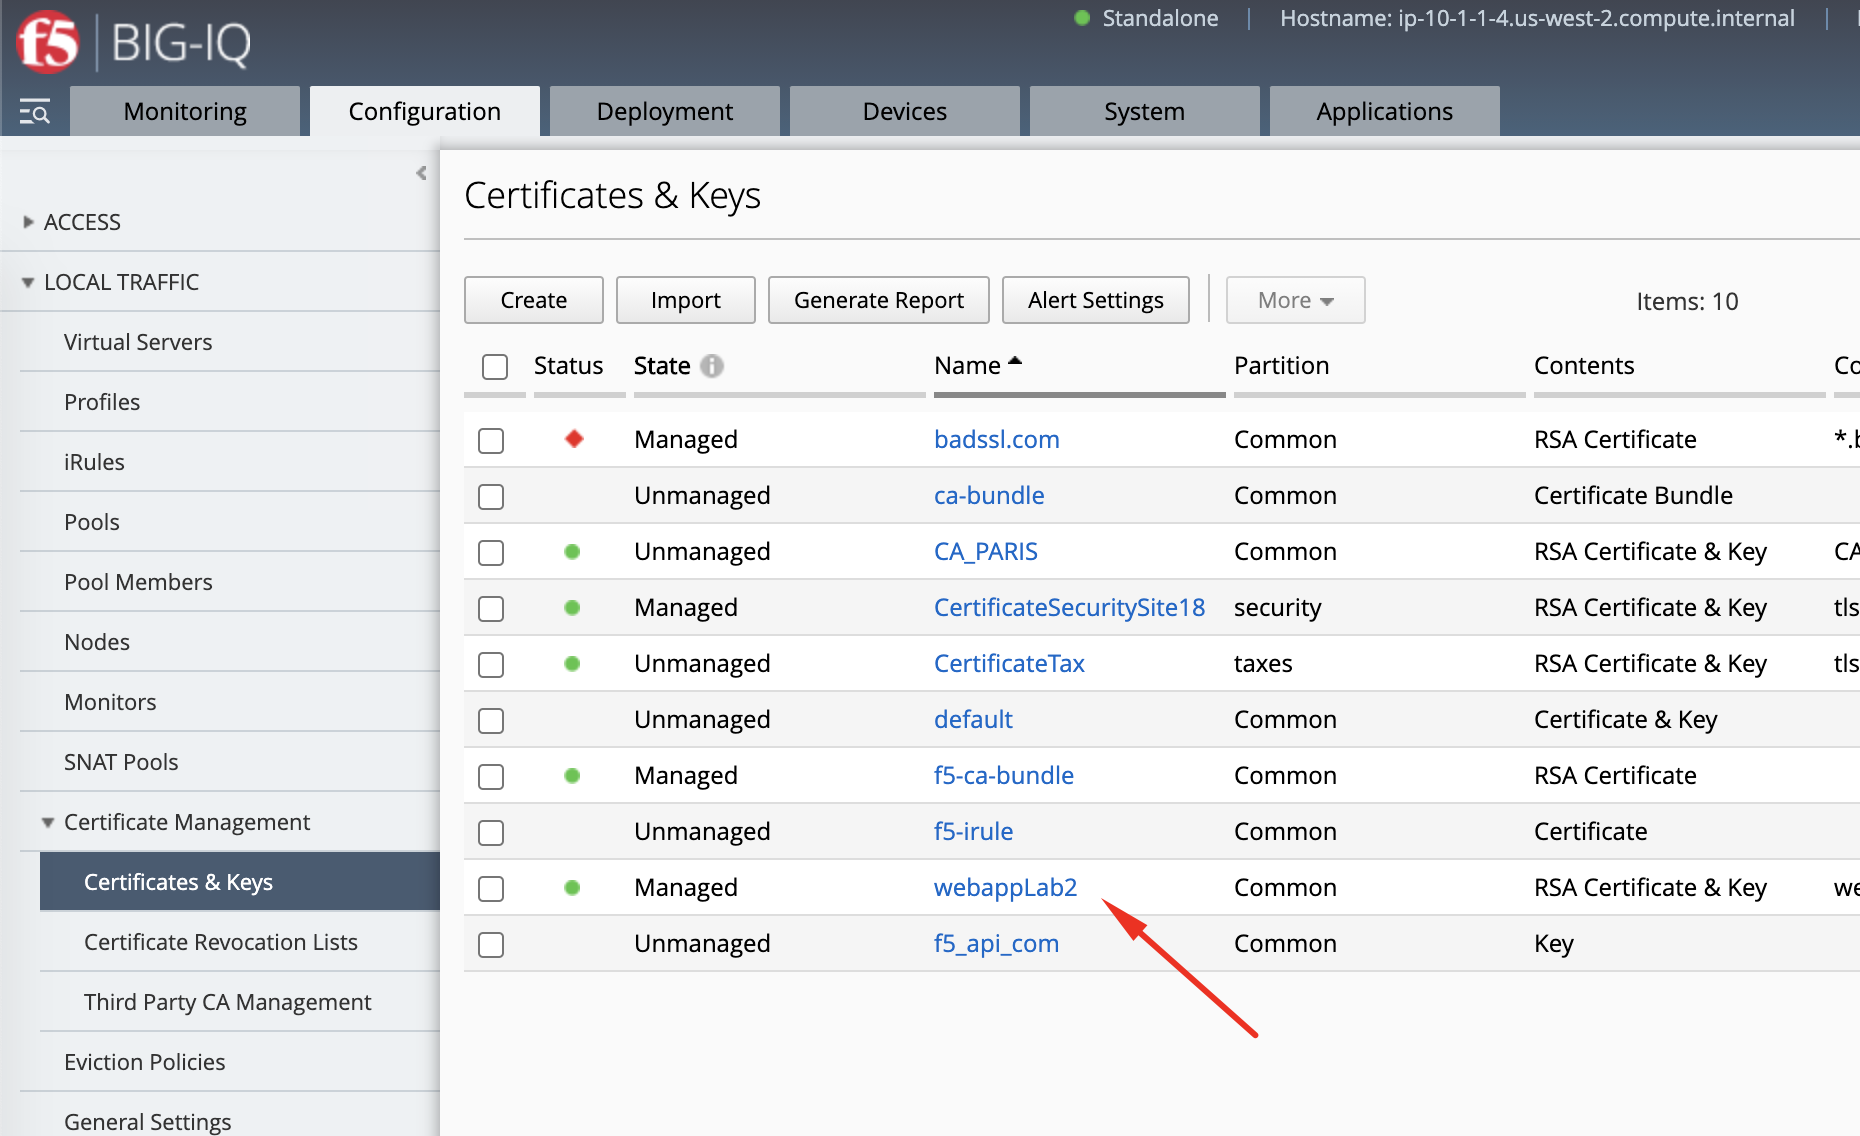 f5 BIG-IQ
Standalone
Hostname: ip-10-1-1-4.us-west-2.compute.internal
Monitoring Configuration Deployment Devices System Applications
ACCESS
LOCAL TRAFFIC
Virtual Servers
Profiles
iRules
Pools
Pool Members
Nodes
Monitors
SNAT Pools
Certificate Management
Certificates & Keys
Certificate Revocation Lists
Third Party CA Management
Eviction Policies
General Settings
Certificates & Keys
Create Import Generate Report Alert Settings More Items: 10
Status State Name Partition Contents Co
Managed badssl.com Common RSA Certificate *.b
Unmanaged ca-bundle Common Certificate Bundle
Unmanaged CA_PARIS Common RSA Certificate & Key CA
Managed CertificateSecuritySite18 security RSA Certificate & Key tls
Unmanaged CertificateTax taxes RSA Certificate & Key tls
Unmanaged default Common Certificate & Key
Managed f5-ca-bundle Common RSA Certificate
Unmanaged f5-irule Common Certificate
Managed webappLab2 Common RSA Certificate & Key we
Unmanaged f5_api_com Common Key